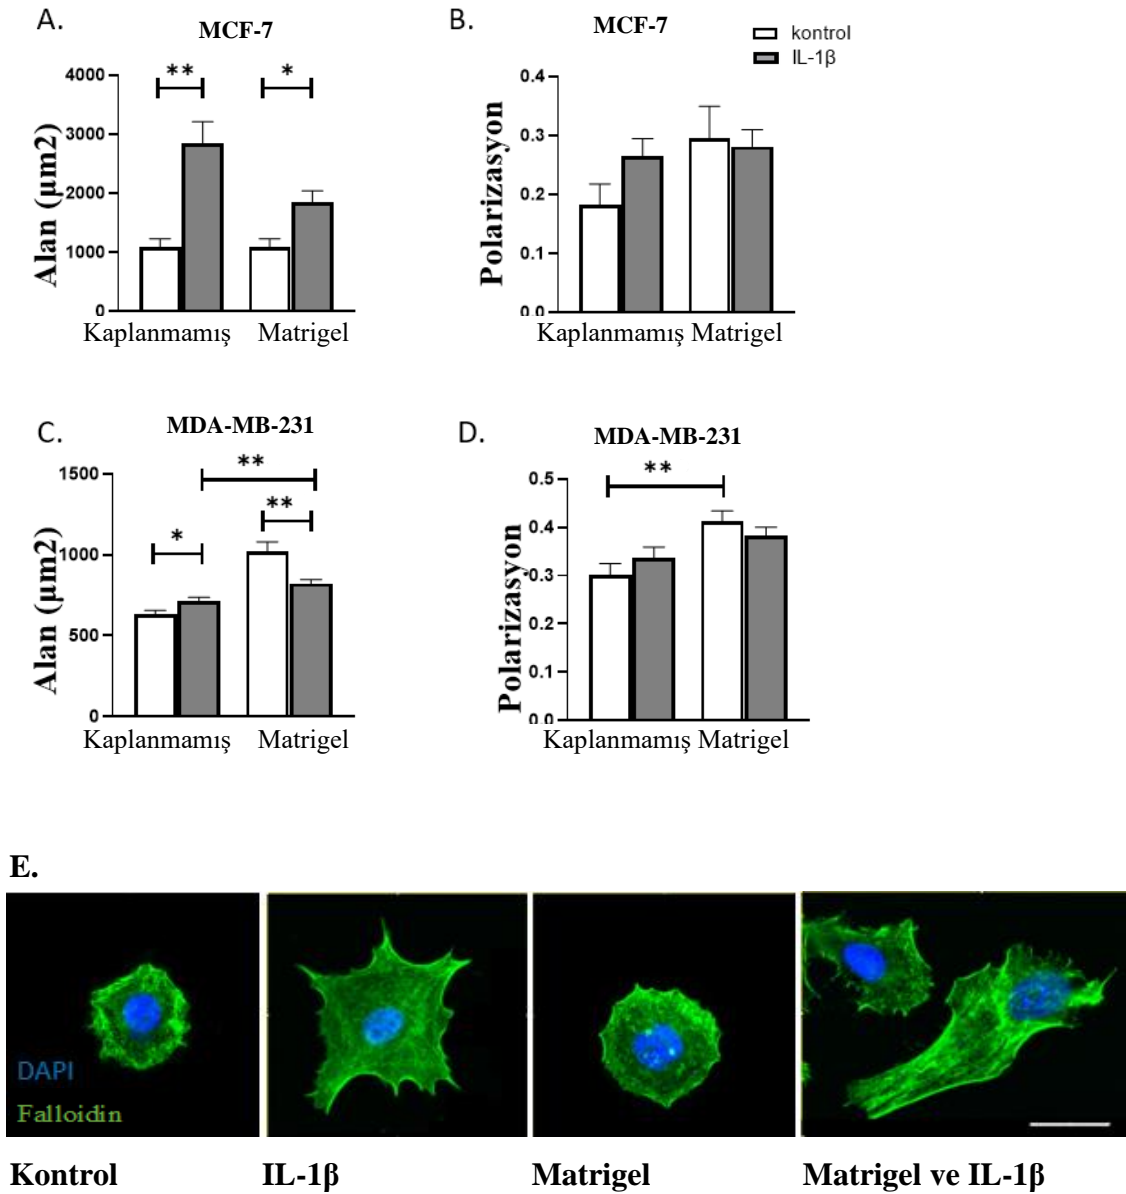 A.
MCF-7
4000
3000
2000
1000
0
Alan (µm2)
**
*
Kaplanmamış Matrigel
B.
MCF-7
kontrol
IL-1β
0.4
0.3
0.2
0.1
0.0
Polarizasyon
Kaplanmamış Matrigel
C.
MDA-MB-231
1500
1000
500
0
Alan (µm2)
**
**
*
Kaplanmamış Matrigel
D.
MDA-MB-231
0.5
0.4
0.3
0.2
0.1
0.0
Polarizasyon
**
Kaplanmamış Matrigel
E.
DAPI
Falloidin
Kontrol IL-1β Matrigel Matrigel ve IL-1β